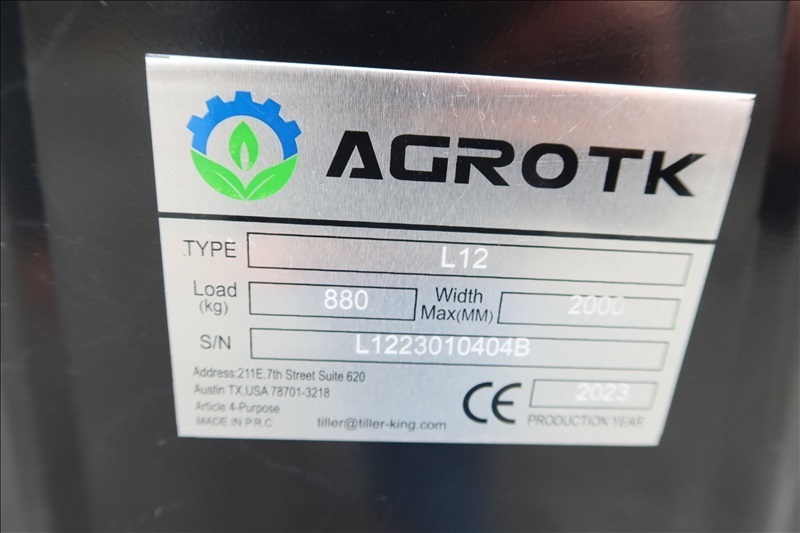 AGROTK
TYPE L12
Load (kg) 880 Width Max(MM) 2000
S/N L1223010404B
Address:211E.7th Street Suite 620
Austin TX,USA 78701-3218
Article 4-Purpose
MADE IN P.R.C tiller@tiller-king.com
CE 2023
PRODUCTION YEAR